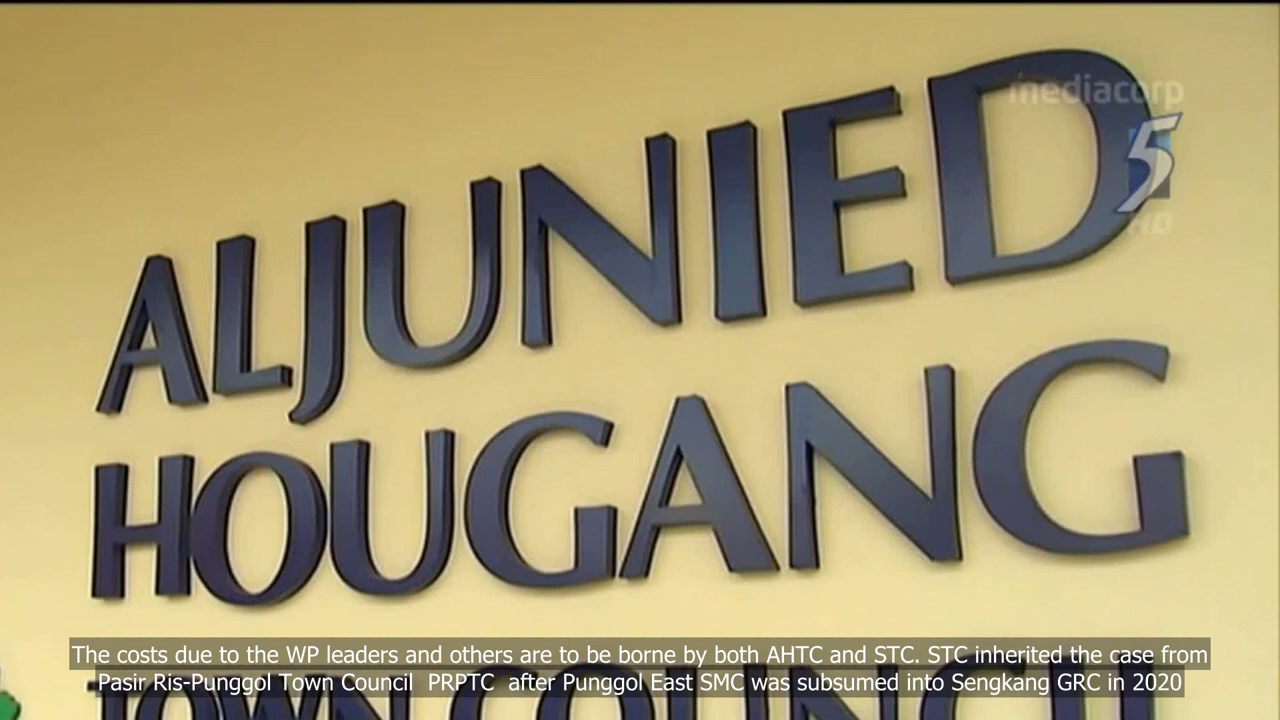 mediacorp
5
HD
ALJUNIED
HOUGANG
TOWN COUNCIL
The costs due to the WP leaders and others are to be borne by both AHTC and STC. STC inherited the case from
Pasir Ris-Punggol Town Council  PRPTC  after Punggol East SMC was subsumed into Sengkang GRC in 2020